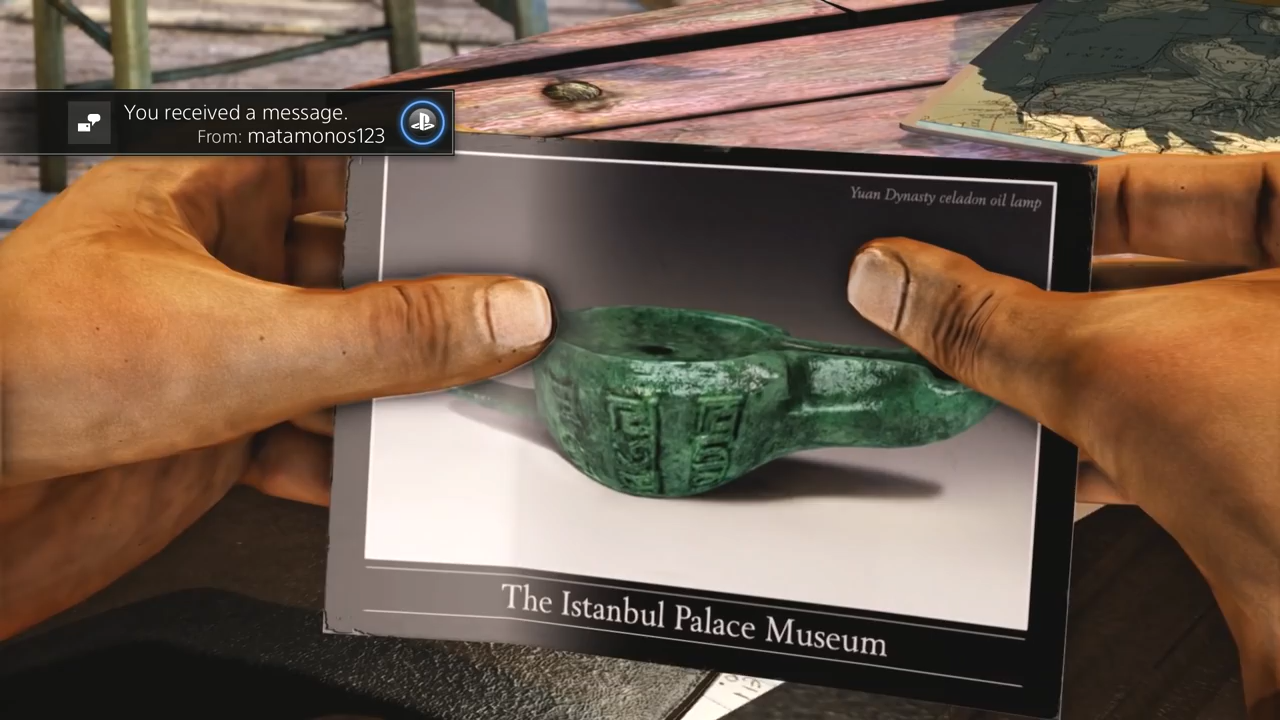 You received a message.
From: matamonos123
Yuan Dynasty celadon oil lamp
The Istanbul Palace Museum